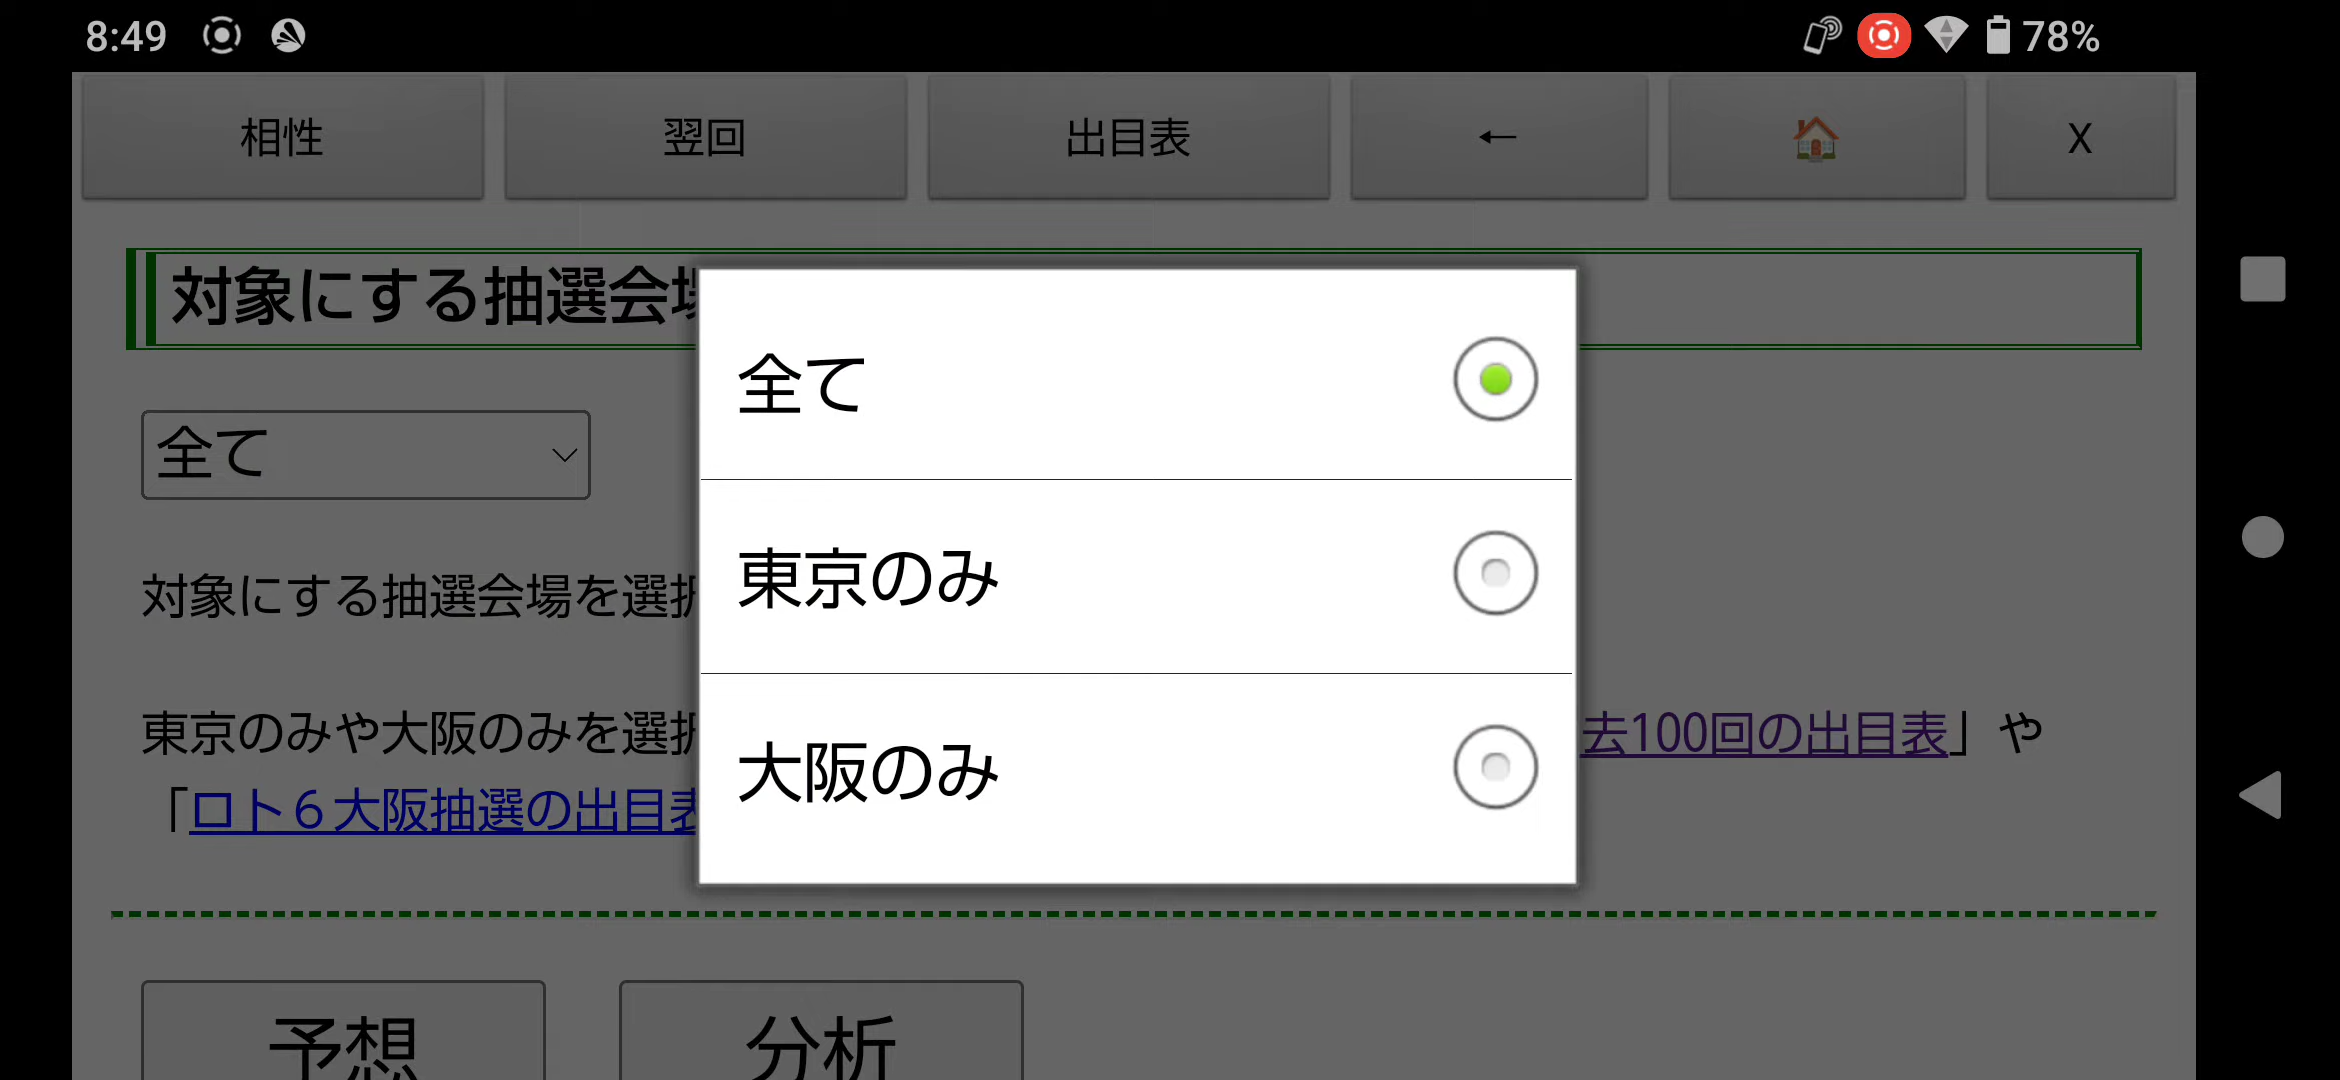 8:49 78%
相性 翌回 出目表 ← X
対象にする抽選会
全て
対象にする抽選会場を選
東京のみや大阪のみを選 去100回の出目表」や
「ロト６大阪抽選の出目
全て
東京のみ
大阪のみ
予想 分析